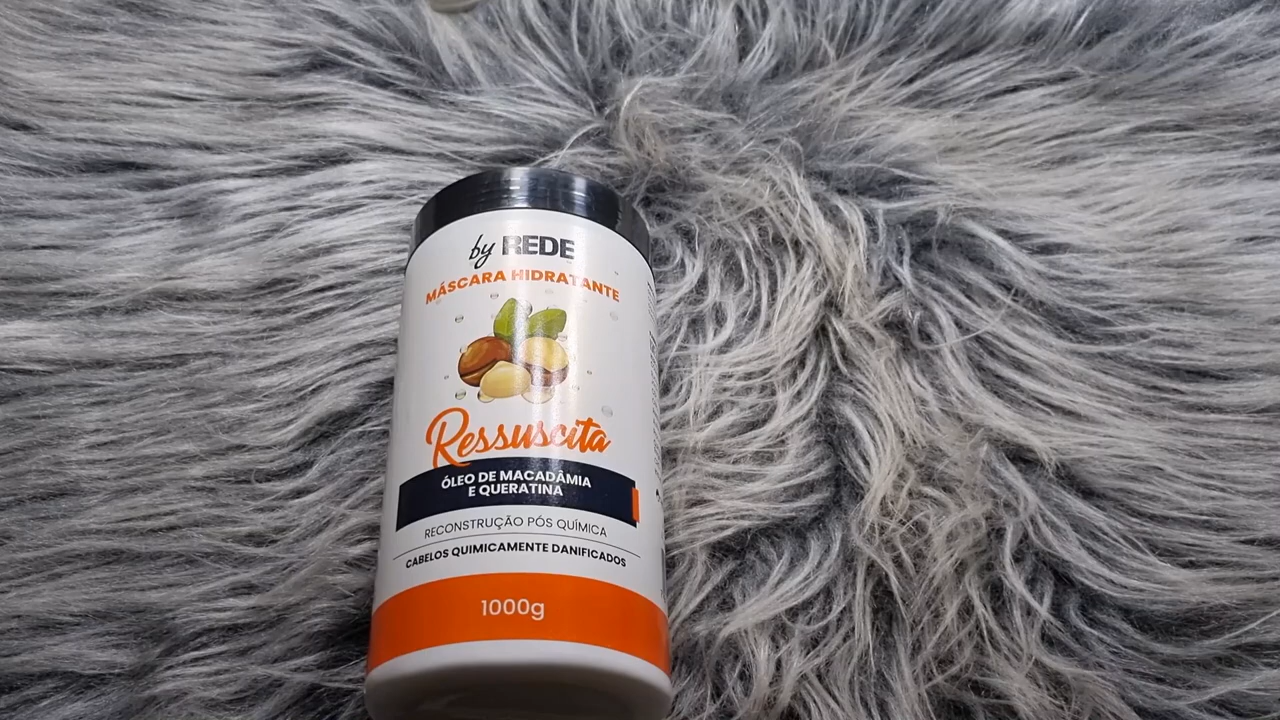 by REDE
MÁSCARA HIDRATANTE
Ressuscita
ÓLEO DE MACADÂMIA
E QUERATINA
RECONSTRUÇÃO PÓS QUÍMICA
CABELOS QUIMICAMENTE DANIFICADOS
1000g